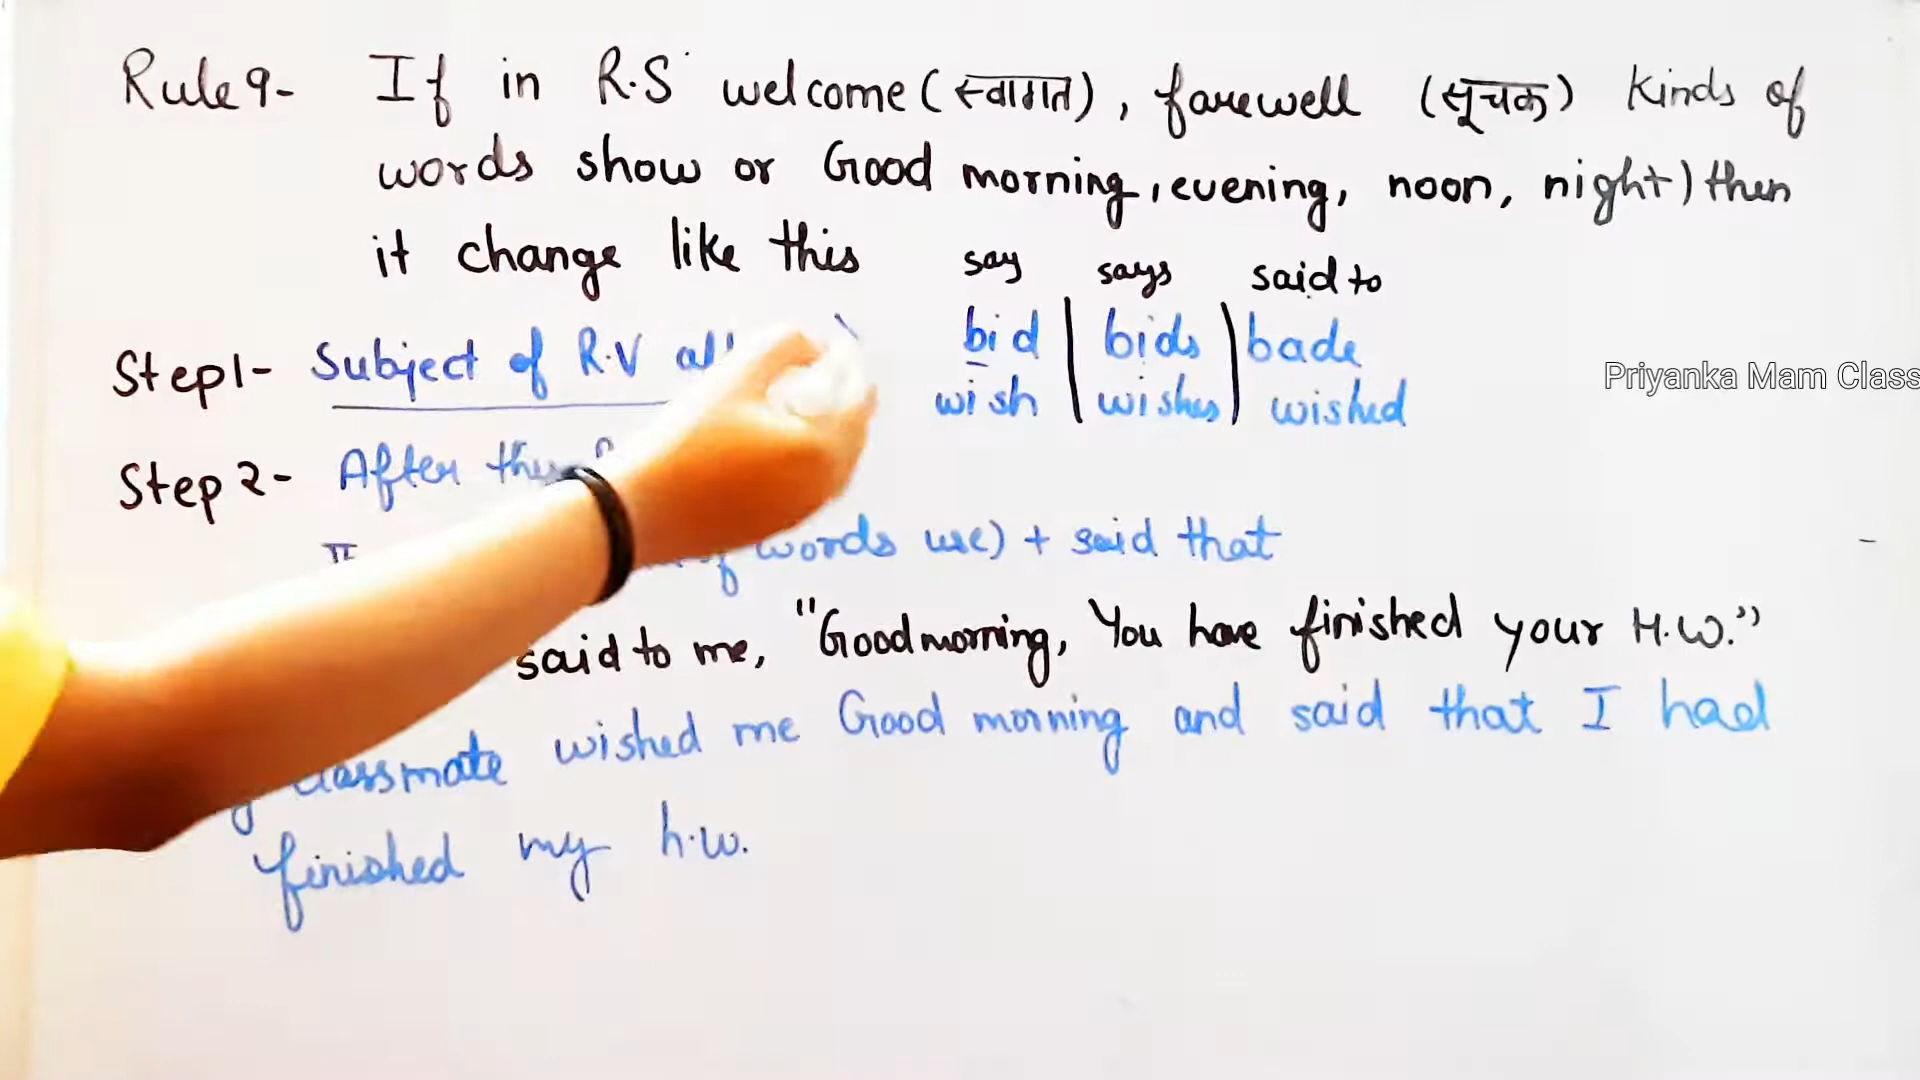 Rule 9- If in R.S welcome (स्वागत), farewell (सूचक) kinds of
words show or Good morning, evening, noon, night) then
it change like this
say says said to
Step1- Subject of R.V
bid | bids | bade
wish | wishes | wished
Priyanka Mam Class
Step 2- After
words use) + said that
said to me, "Good morning, You have finished your H.W."
classmate wished me Good morning and said that I had
finished my h.w.